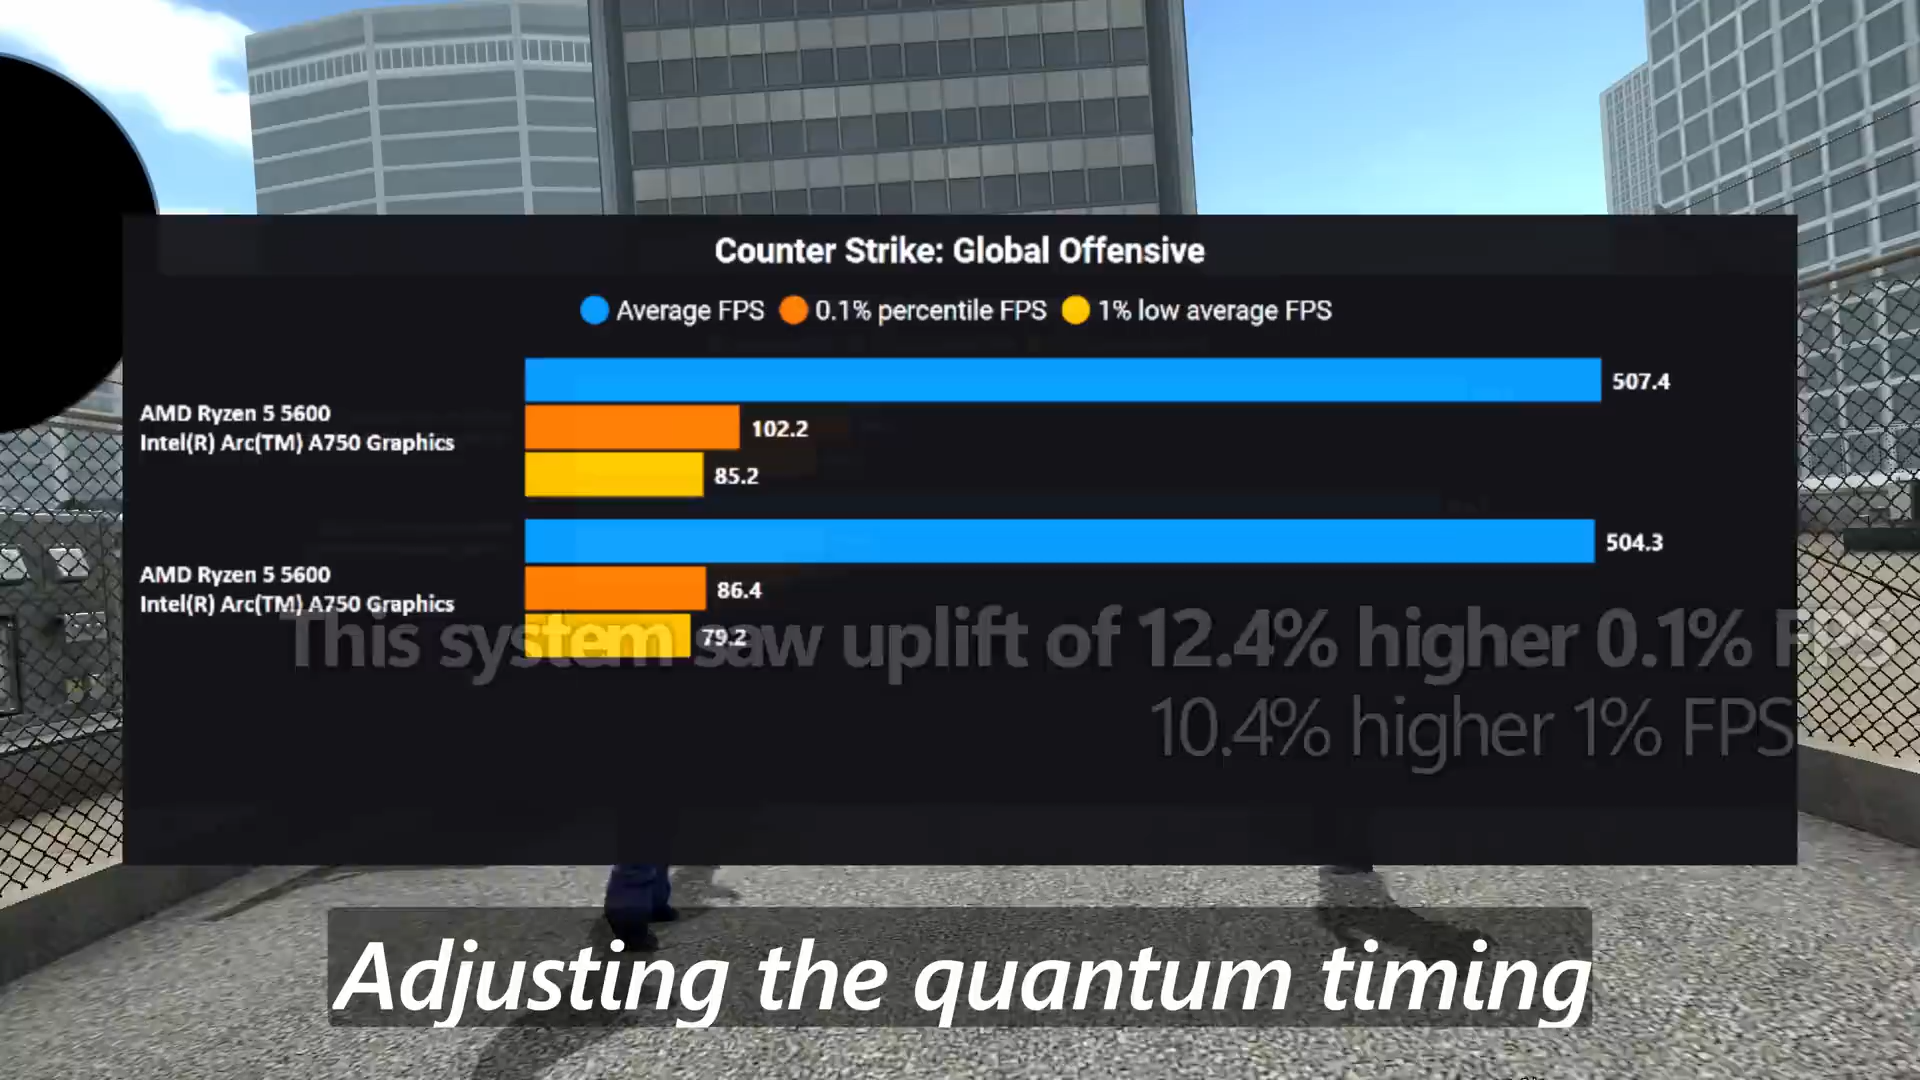 Counter Strike: Global Offensive
Average FPS 0.1% percentile FPS 1% low average FPS
507.4
AMD Ryzen 5 5600
Intel(R) Arc(TM) A750 Graphics
102.2
85.2
504.3
AMD Ryzen 5 5600
Intel(R) Arc(TM) A750 Graphics
86.4
79.2
This system saw uplift of 12.4% higher 0.1% FPS
10.4% higher 1% FPS
Adjusting the quantum timing